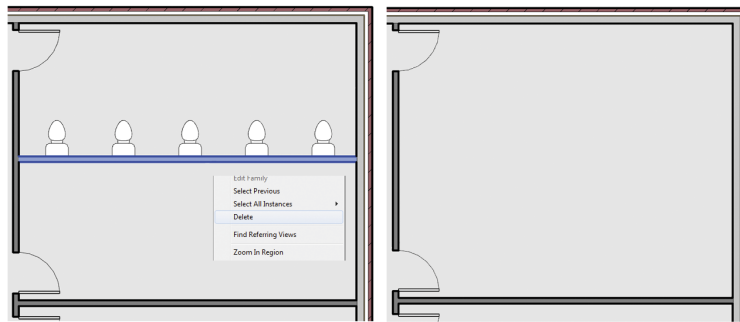 Edit Family
Select Previous
Select All Instances
Delete
Find Referring Views
Zoom In Region